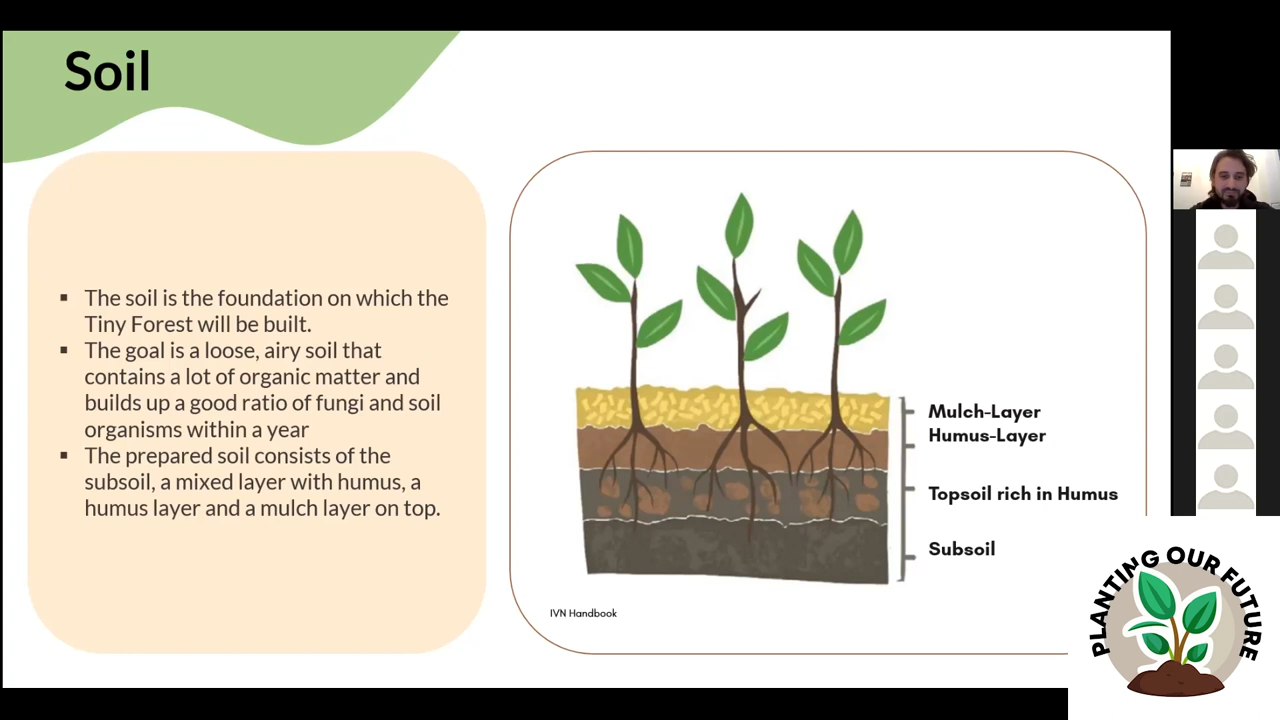 Soil
▪ The soil is the foundation on which the
Tiny Forest will be built.
▪ The goal is a loose, airy soil that
contains a lot of organic matter and
builds up a good ratio of fungi and soil
organisms within a year
▪ The prepared soil consists of the
subsoil, a mixed layer with humus, a
humus layer and a mulch layer on top.
Mulch-Layer
Humus-Layer
Topsoil rich in Humus
Subsoil
IVN Handbook
PLANTING OUR FUTURE